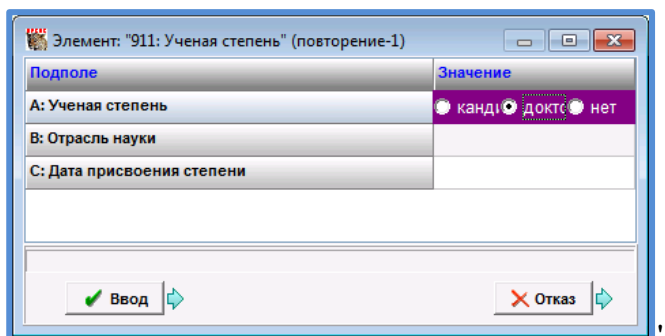 Элемент: "911: Ученая степень" (повторение-1)
Подполе Значение
A: Ученая степень канди докто нет
B: Отрасль науки
C: Дата присвоения степени
Ввод Отказ